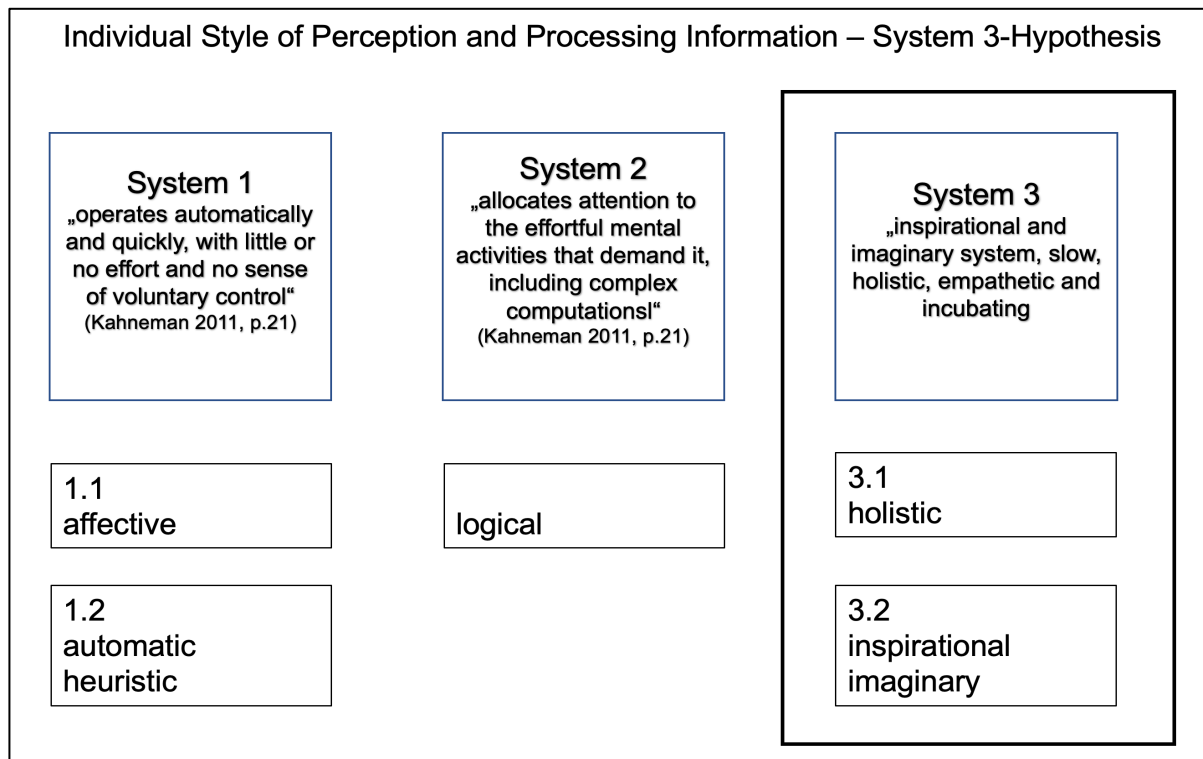 Individual Style of Perception and Processing Information – System 3-Hypothesis
System 1
„operates automatically
and quickly, with little or
no effort and no sense
of voluntary control“
(Kahneman 2011, p.21)
System 2
„allocates attention to
the effortful mental
activities that demand it,
including complex
computationsl“
(Kahneman 2011, p.21)
System 3
„inspirational and
imaginary system, slow,
holistic, empathetic and
incubating
1.1
affective
logical
3.1
holistic
1.2
automatic
heuristic
3.2
inspirational
imaginary